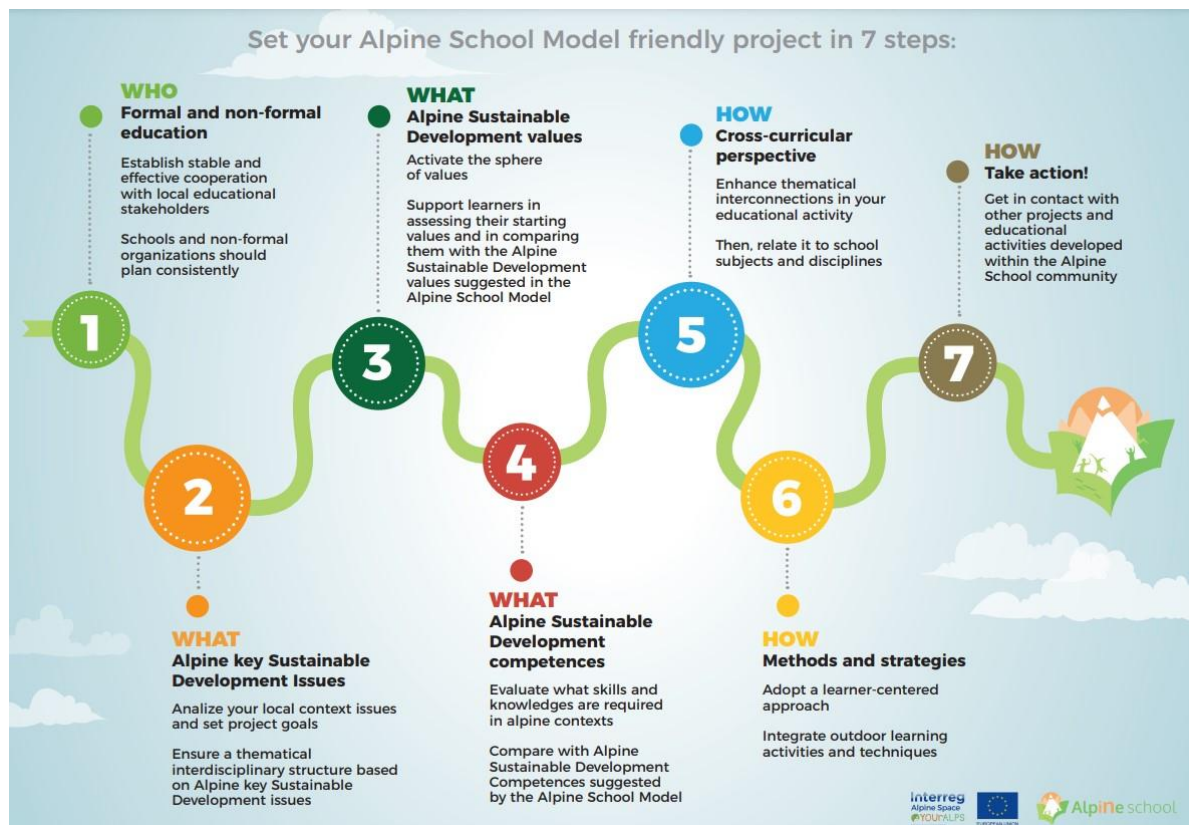 Set your Alpine School Model friendly project in 7 steps:
WHO
Formal and non-formal
education
Establish stable and
effective cooperation
with local educational
stakeholders
Schools and non-formal
organizations should
plan consistently
1
WHAT
Alpine key Sustainable
Development Issues
Analize your local context issues
and set project goals
Ensure a thematical
interdisciplinary structure based
on Alpine key Sustainable
Development issues
2
WHAT
Alpine Sustainable
Development values
Activate the sphere
of values
Support learners in
assessing their starting
values and in comparing
them with the Alpine
Sustainable Development
values suggested in the
Alpine School Model
3
WHAT
Alpine Sustainable
Development
competences
Evaluate what skills and
knowledges are required
in alpine contexts
Compare with Alpine
Sustainable Development
Competences suggested
by the Alpine School Model
4
HOW
Cross-curricular
perspective
Enhance thematical
interconnections in your
educational activity
Then, relate it to school
subjects and disciplines
5
HOW
Methods and strategies
Adopt a learner-centered
approach
Integrate outdoor learning
activities and techniques
6
HOW
Take action!
Get in contact with
other projects and
educational
activities developed
within the Alpine
School community
7
Interreg
Alpine Space
YOUrALPS
EUROPEAN UNION
Alpine school